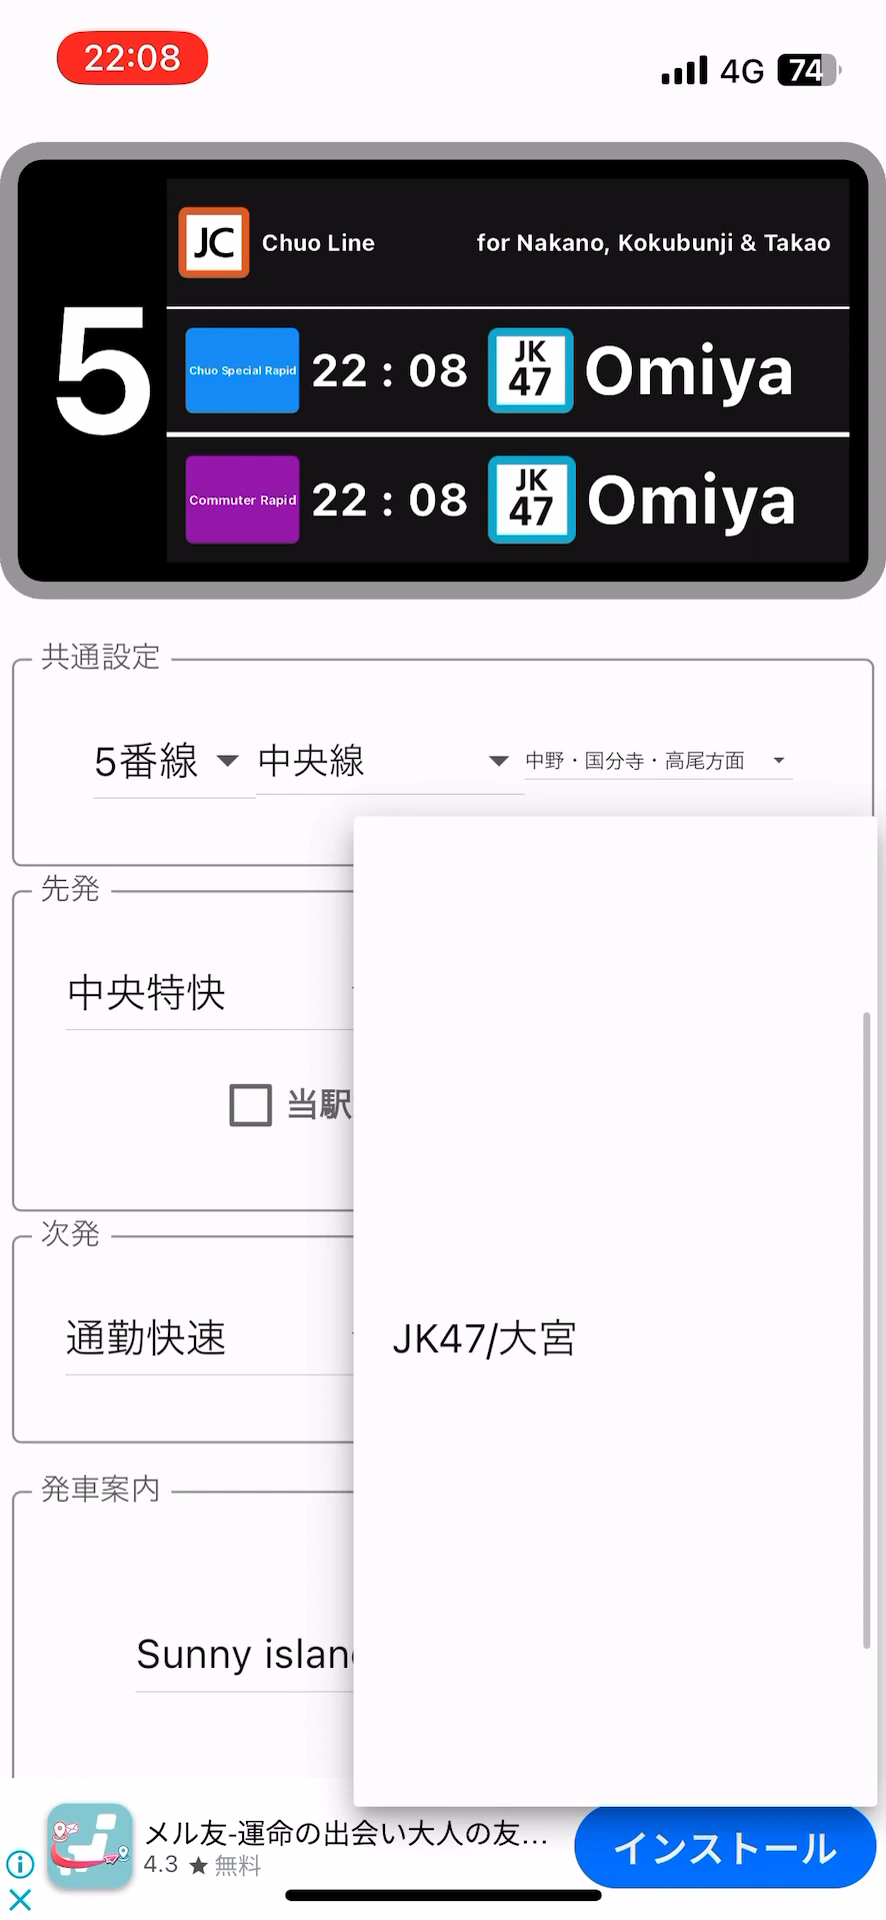 22:08
4G 74
JC Chuo Line for Nakano, Kokubunji & Takao
5
Chuo Special Rapid 22 : 08 JK 47 Omiya
Commuter Rapid 22 : 08 JK 47 Omiya
共通設定
5番線 中央線 中野・国分寺・高尾方面
先発
中央特快
当駅
次発
通勤快速
JK47/大宮
発車案内
Sunny islan
メル友-運命の出会い大人の友...
4.3 ★ 無料
インストール